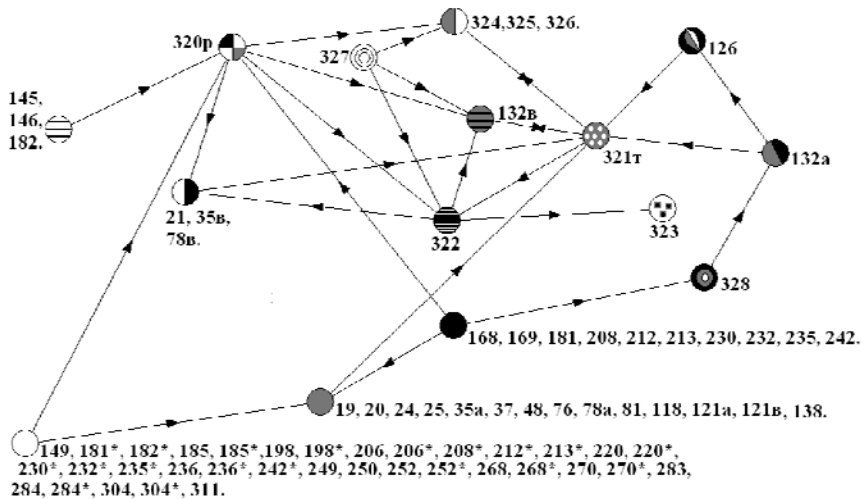 324,325, 326.
320р
327
126
145,
146,
182.
132в
321т
132а
21, 35в,
78в.
322
323
328
168, 169, 181, 208, 212, 213, 230, 232, 235, 242.
19, 20, 24, 25, 35а, 37, 48, 76, 78а, 81, 118, 121а, 121в, 138.
149, 181*, 182*, 185, 185*,198, 198*, 206, 206*, 208*, 212*, 213*, 220, 220*,
230*, 232*, 235*, 236, 236*, 242*, 249, 250, 252, 252*, 268, 268*, 270, 270*, 283,
284, 284*, 304, 304*, 311.